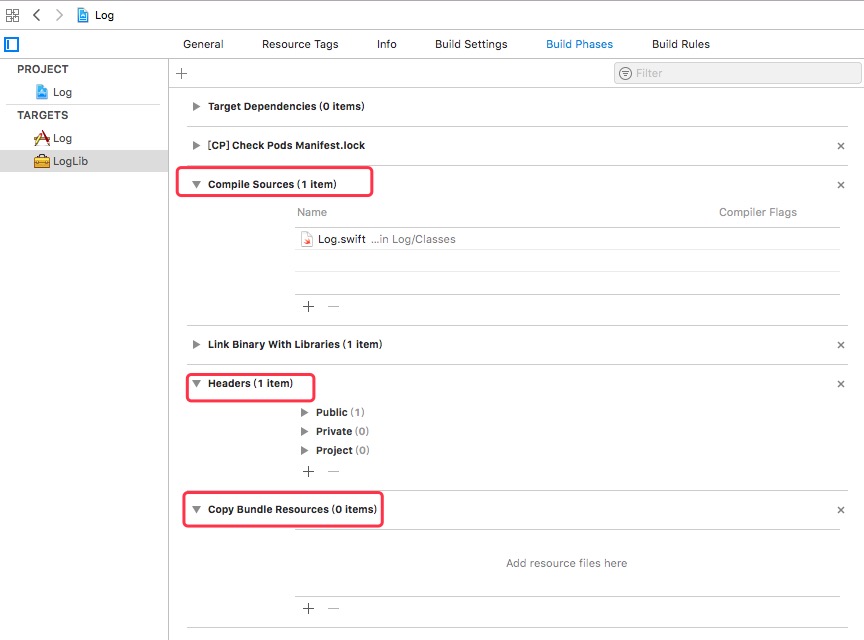 Log
General Resource Tags Info Build Settings Build Phases Build Rules
PROJECT
Log
TARGETS
Log
LogLib
Filter
Target Dependencies (0 items)
[CP] Check Pods Manifest.lock
Compile Sources (1 item)
Name Compiler Flags
Log.swift ...in Log/Classes
Link Binary With Libraries (1 item)
Headers (1 item)
Public (1)
Private (0)
Project (0)
Copy Bundle Resources (0 items)
Add resource files here